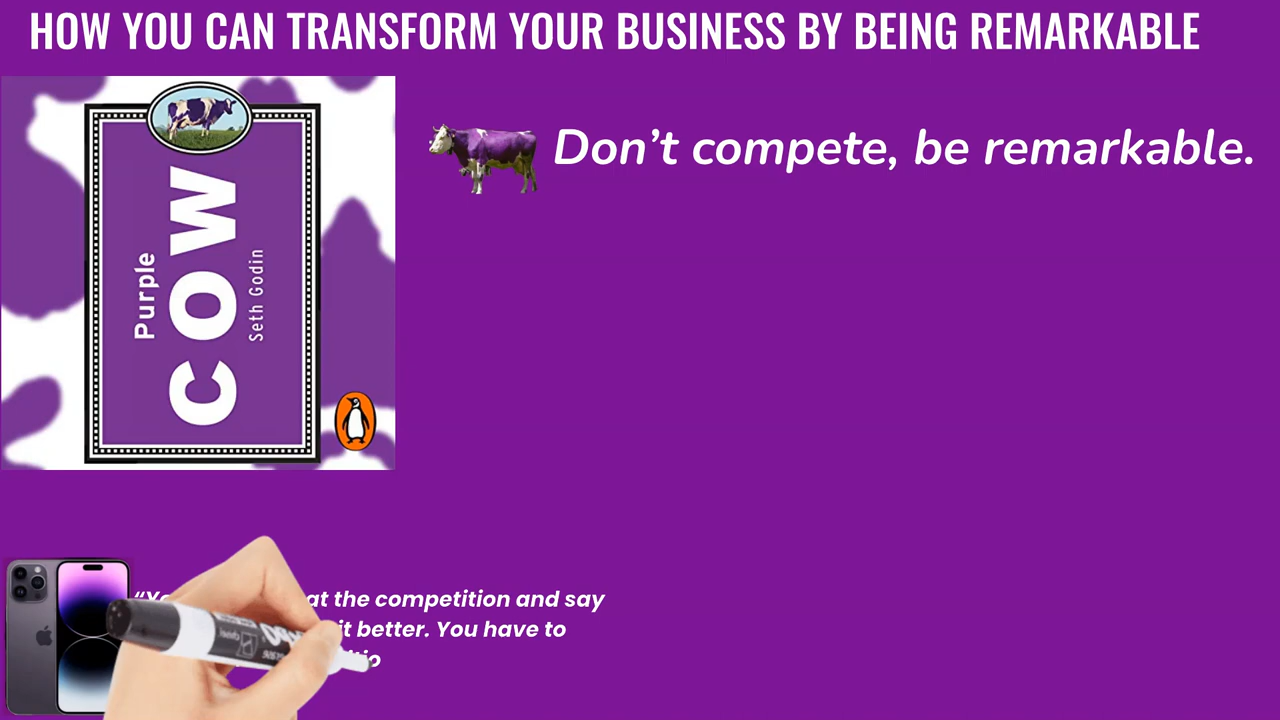 HOW YOU CAN TRANSFORM YOUR BUSINESS BY BEING REMARKABLE
Purple
COW
Seth Godin
Don’t compete, be remarkable.
at the competition and say
it better. You have to